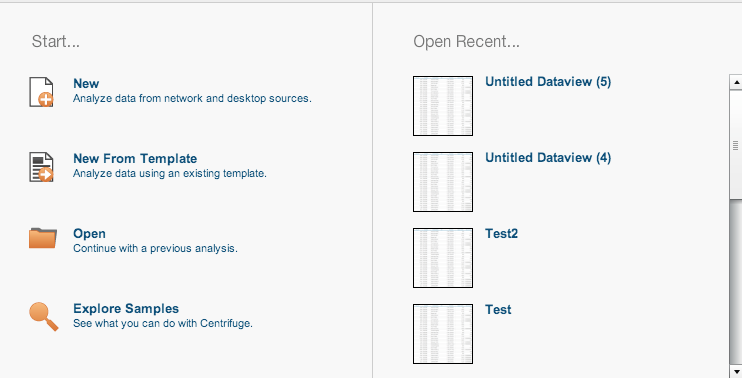 Start...
New
Analyze data from network and desktop sources.
New From Template
Analyze data using an existing template.
Open
Continue with a previous analysis.
Explore Samples
See what you can do with Centrifuge.
Open Recent...
Untitled Dataview (5)
Untitled Dataview (4)
Test2
Test